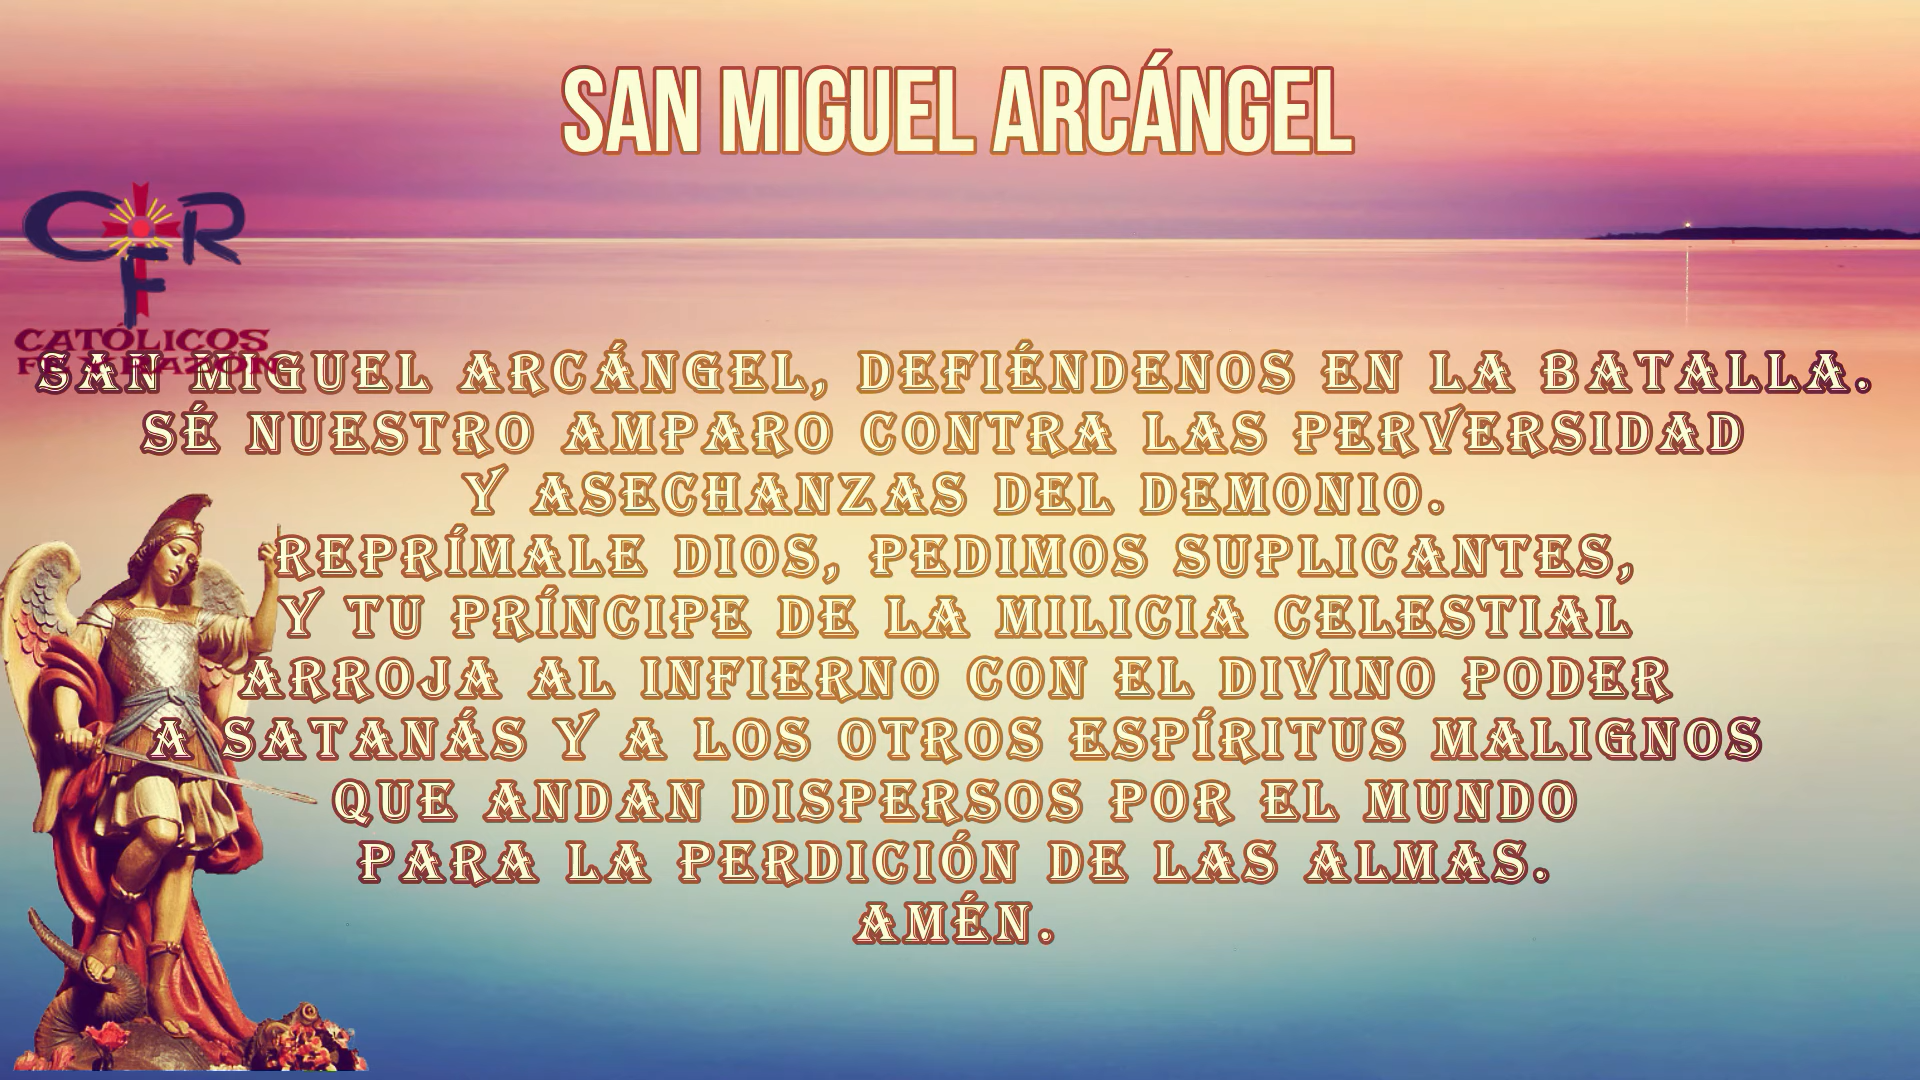 SAN MIGUEL ARCÁNGEL
CFR
CATÓLICOS
FE Y RAZÓN
SAN MIGUEL ARCÁNGEL, DEFIÉNDENOS EN LA BATALLA.
SÉ NUESTRO AMPARO CONTRA LAS PERVERSIDAD
Y ASECHANZAS DEL DEMONIO.
REPRÍMALE DIOS, PEDIMOS SUPLICANTES,
Y TU PRÍNCIPE DE LA MILICIA CELESTIAL
ARROJA AL INFIERNO CON EL DIVINO PODER
A SATANÁS Y A LOS OTROS ESPÍRITUS MALIGNOS
QUE ANDAN DISPERSOS POR EL MUNDO
PARA LA PERDICIÓN DE LAS ALMAS.
AMÉN.